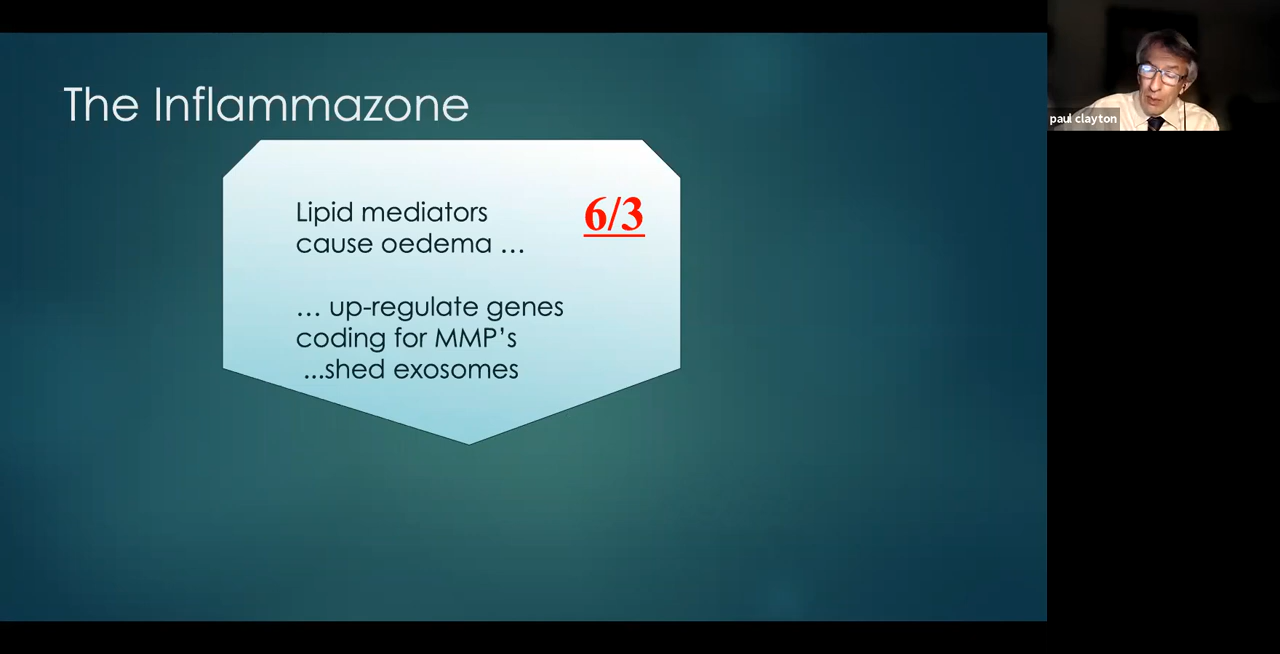 The Inflammazone
Lipid mediators
cause oedema …
6/3
… up-regulate genes
coding for MMP’s
...shed exosomes
paul clayton